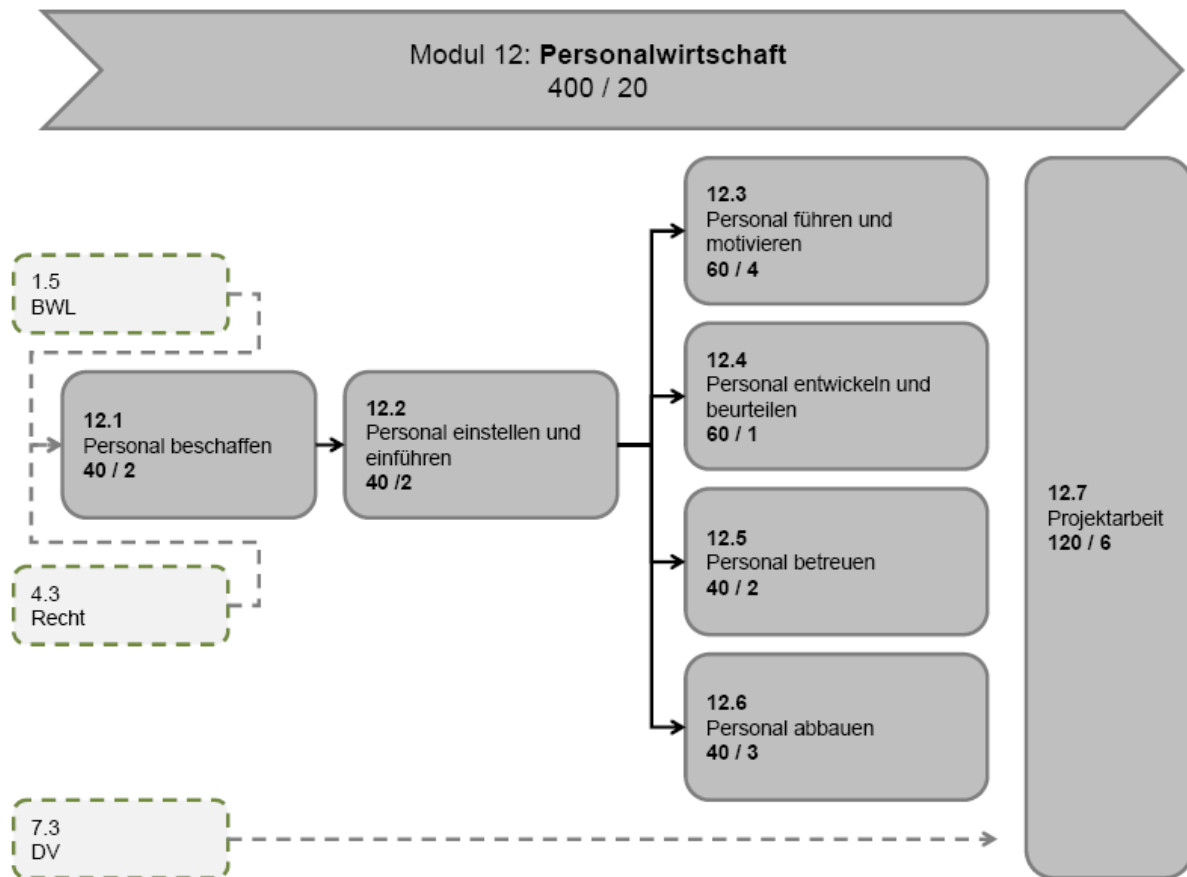 Modul 12: Personalwirtschaft
400 / 20
1.5
BWL
12.1
Personal beschaffen
40 / 2
4.3
Recht
7.3
DV
12.2
Personal einstellen und
einführen
40 /2
12.3
Personal führen und
motivieren
60 / 4
12.4
Personal entwickeln und
beurteilen
60 / 1
12.5
Personal betreuen
40 / 2
12.6
Personal abbauen
40 / 3
12.7
Projektarbeit
120 / 6